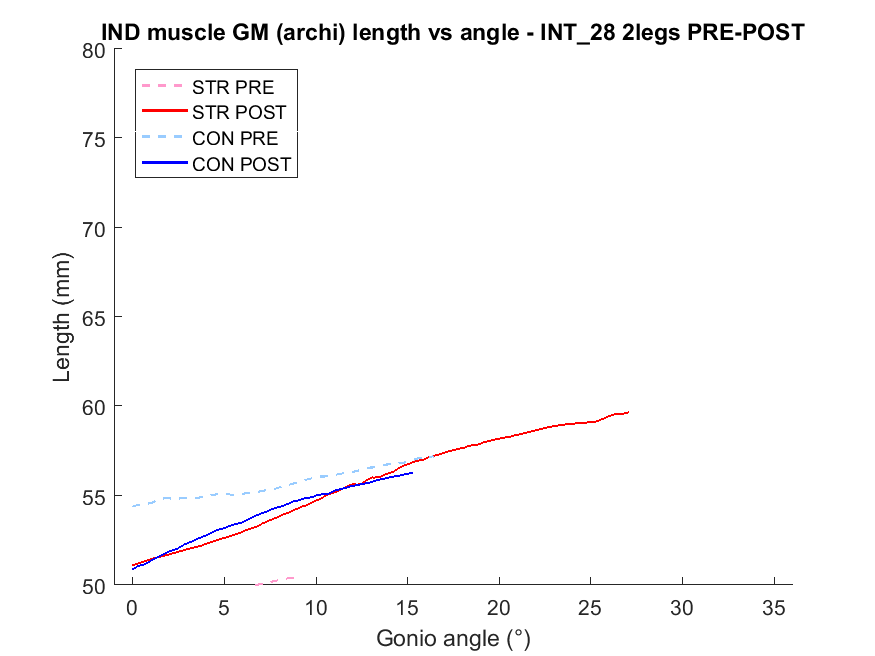 IND muscle GM (archi) length vs angle - INT_28 2legs PRE-POST
80
75
70
65
60
55
50
Length (mm)
STR PRE
STR POST
CON PRE
CON POST
0 5 10 15 20 25 30 35
Gonio angle (°)